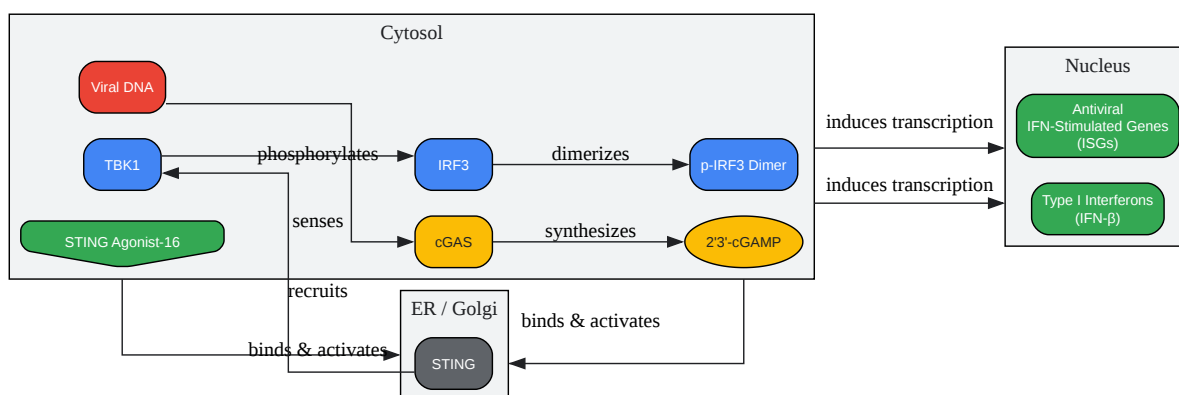 Cytosol
Nucleus
Viral DNA
Antiviral
IFN-Stimulated Genes
(ISGs)
induces transcription
TBK1
phosphorylates
IRF3
dimerizes
p-IRF3 Dimer
induces transcription
Type I Interferons
(IFN-β)
senses
STING Agonist-16
cGAS
synthesizes
2'3'-cGAMP
recruits
ER / Golgi
binds & activates
binds & activates
STING